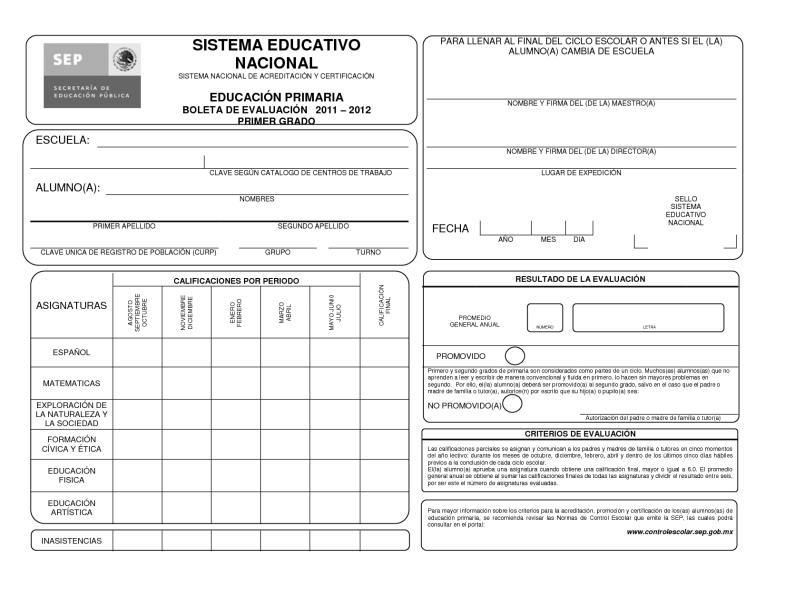 SEP
SECRETARÍA DE
EDUCACIÓN PÚBLICA
SISTEMA EDUCATIVO
NACIONAL
SISTEMA NACIONAL DE ACREDITACIÓN Y CERTIFICACIÓN
EDUCACIÓN PRIMARIA
BOLETA DE EVALUACIÓN 2011 – 2012
PRIMER GRADO
ESCUELA:
CLAVE SEGÚN CATALOGO DE CENTROS DE TRABAJO
ALUMNO(A):
NOMBRES
PRIMER APELLIDO SEGUNDO APELLIDO
CLAVE UNICA DE REGISTRO DE POBLACIÓN (CURP) GRUPO TURNO
PARA LLENAR AL FINAL DEL CICLO ESCOLAR O ANTES SI EL (LA)
ALUMNO(A) CAMBIA DE ESCUELA
NOMBRE Y FIRMA DEL (DE LA) MAESTRO(A)
NOMBRE Y FIRMA DEL (DE LA) DIRECTOR(A)
LUGAR DE EXPEDICIÓN
SELLO
SISTEMA
EDUCATIVO
NACIONAL
FECHA
AÑO MES DIA
ASIGNATURAS
CALIFICACIONES POR PERIODO
AGOSTO
SEPTIEMBRE
OCTUBRE
NOVIEMBRE
DICIEMBRE
ENERO
FEBRERO
MARZO
ABRIL
MAYO JUNIO
JULIO
CALIFICACIÓN
FINAL
ESPAÑOL
MATEMATICAS
EXPLORACIÓN DE
LA NATURALEZA Y
LA SOCIEDAD
FORMACIÓN
CÍVICA Y ÉTICA
EDUCACIÓN
FISICA
EDUCACIÓN
ARTÍSTICA
INASISTENCIAS
RESULTADO DE LA EVALUACIÓN
PROMEDIO
GENERAL ANUAL
NUMERO
LETRA
PROMOVIDO
Primero y segundo grados de primaria son considerados como partes de un ciclo. Muchos(as) alumnos(as) que no
aprenden a leer y escribir de manera convencional y fluida en primero, lo hacen sin mayores problemas en
segundo. Por ello, el(la) alumno(a) deberá ser promovido(a) al segundo grado, salvo en el caso que el padre o
madre de familia o tutor(a), autorice(n) por escrito que su hijo(a) o pupilo(a) sea:
NO PROMOVIDO(A)
Autorización del padre o madre de familia o tutor(a)
CRITERIOS DE EVALUACIÓN
Las calificaciones parciales se asignan y comunican a los padres y madres de familia o tutores en cinco momentos
del año lectivo: durante los meses de octubre, diciembre, febrero, abril y dentro de los últimos cinco días hábiles
previos a la conclusión de cada ciclo escolar.
El(la) alumno(a) aprueba una asignatura cuando obtiene una calificación final, mayor o igual a 6.0. El promedio
general anual se obtiene al sumar las calificaciones finales de todas las asignaturas y dividir el resultado entre seis,
por ser este el número de asignaturas evaluadas.
Para mayor información sobre los criterios para la acreditación, promoción y certificación de los(as) alumnos(as) de
educación primaria, se recomienda revisar las Normas de Control Escolar que emite la SEP, las cuales podrá
consultar en el portal:
www.controlescolar.sep.gob.mx